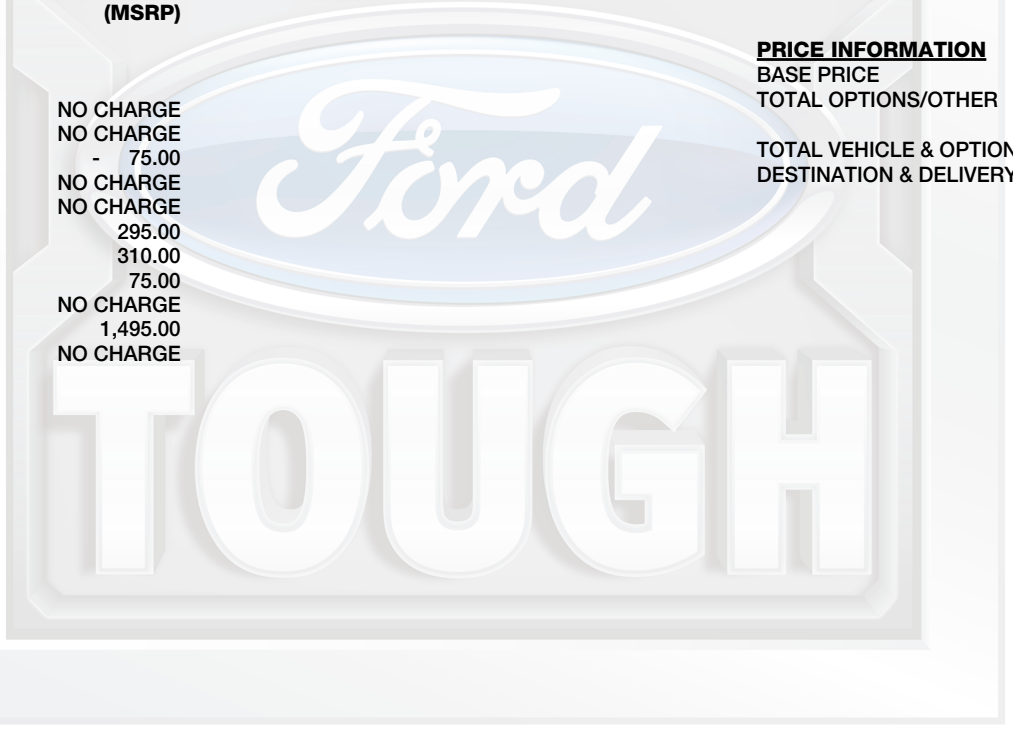 (MSRP)
NO CHARGE
NO CHARGE
- 75.00
NO CHARGE
NO CHARGE
295.00
310.00
75.00
NO CHARGE
1,495.00
NO CHARGE
PRICE INFORMATION
BASE PRICE
TOTAL OPTIONS/OTHER
TOTAL VEHICLE & OPTION
DESTINATION & DELIVERY
Ford
TOUGH